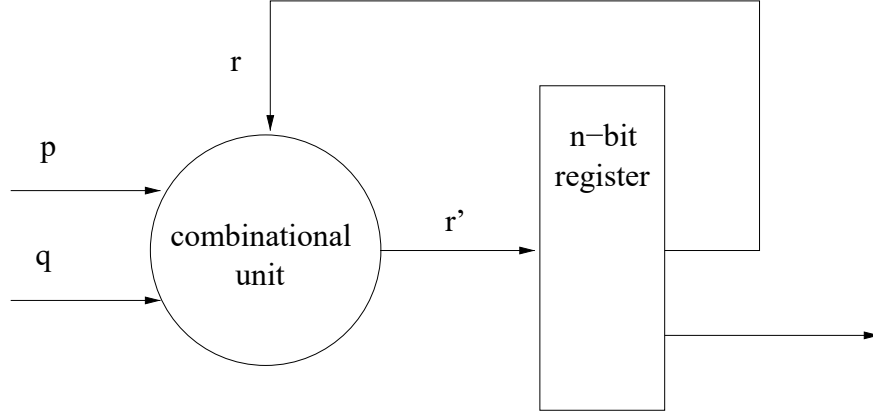 r
n−bit
register
p
r’
combinational
unit
q